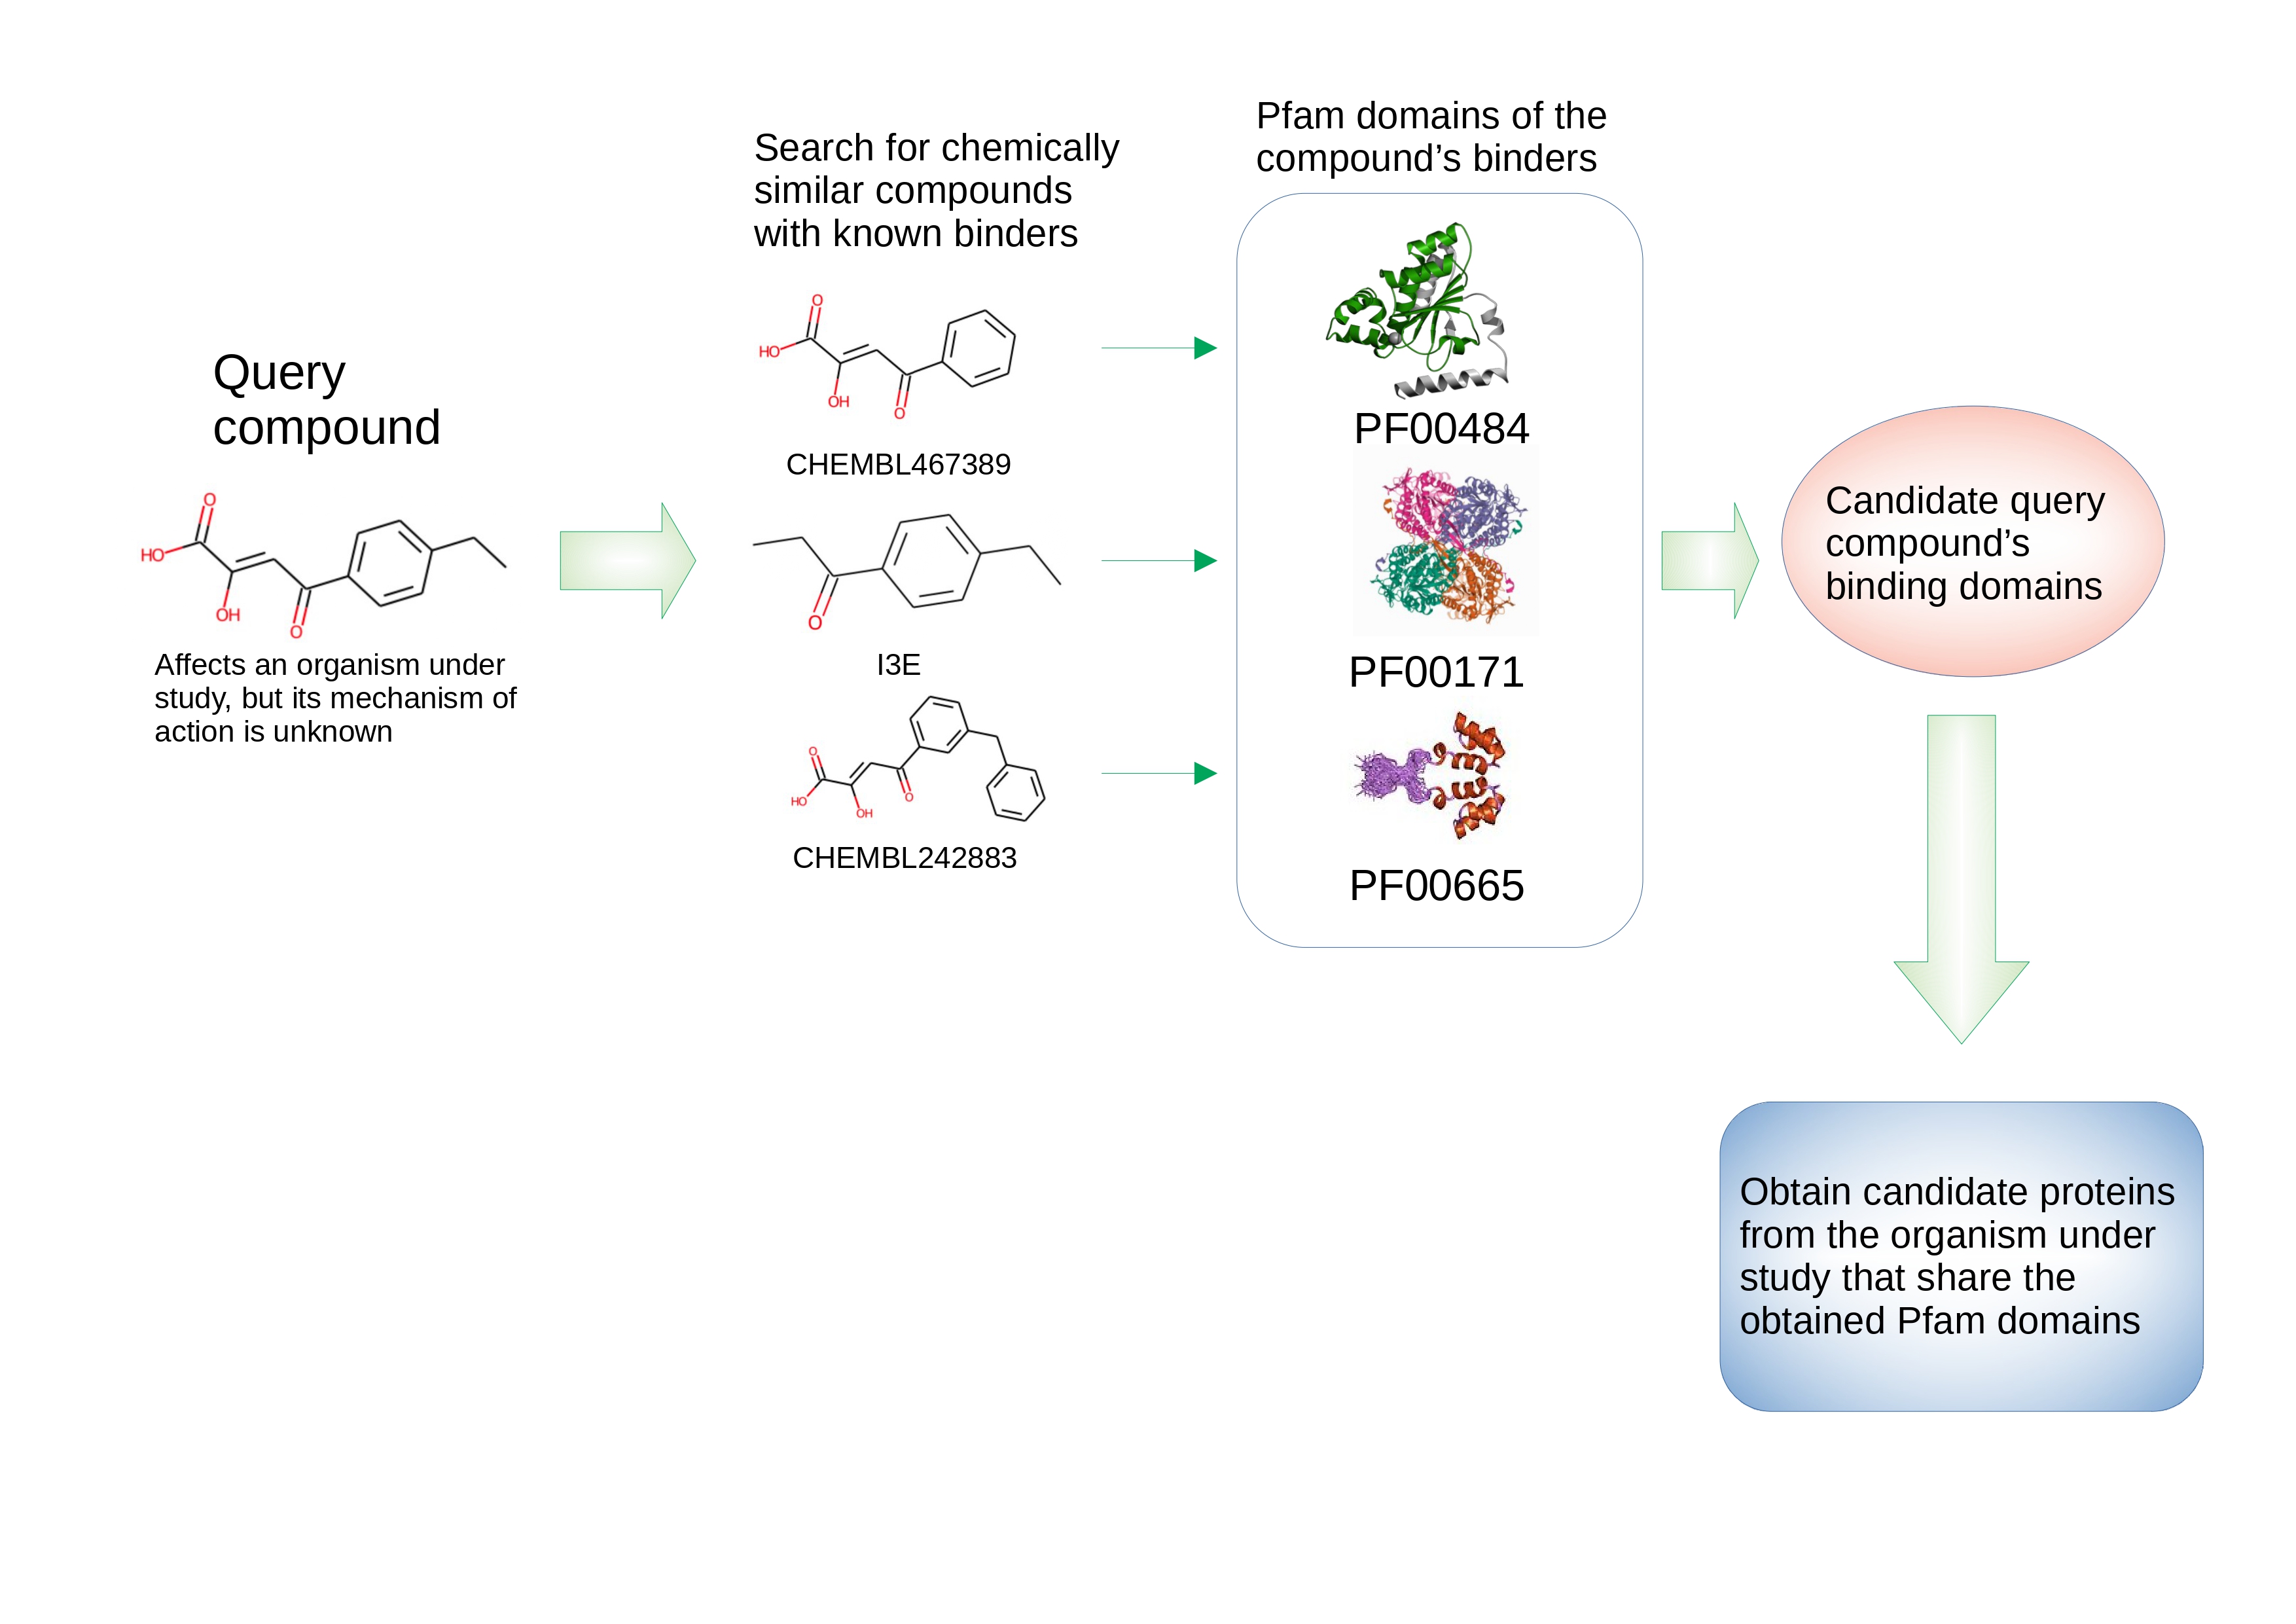 Query
compound
O
HO
OH
O
Affects an organism under
study, but its mechanism of
action is unknown
Search for chemically
similar compounds
with known binders
O
HO
OH
O
CHEMBL467389
O
I3E
O
HO
OH
O
CHEMBL242883
Pfam domains of the
compound’s binders
PF00484
PF00171
PF00665
Candidate query
compound’s
binding domains
Obtain candidate proteins
from the organism under
study that share the
obtained Pfam domains